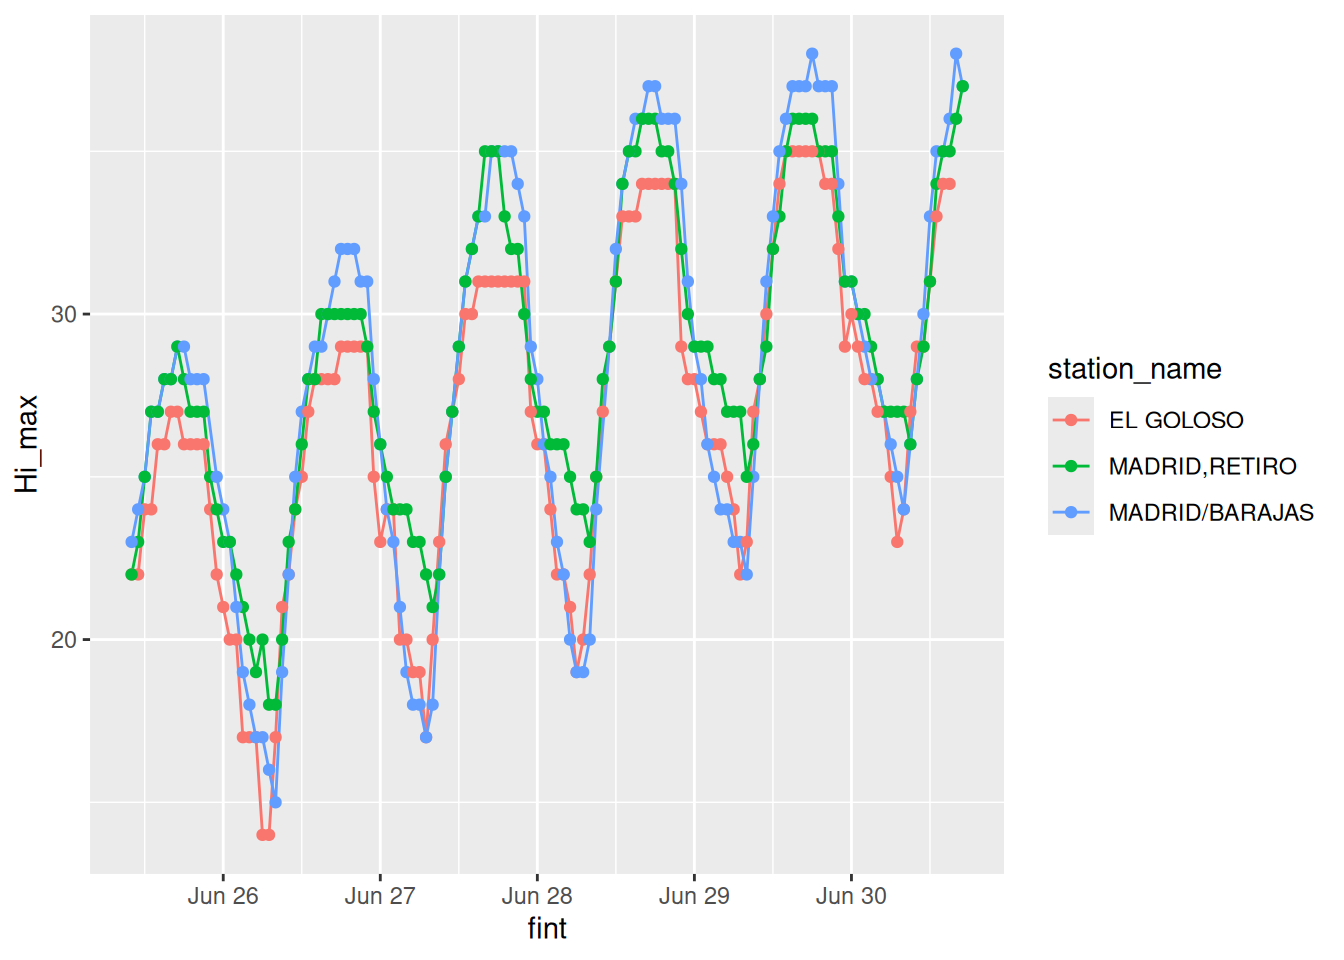 Hi_max
30
20
Jun 26
Jun 27
Jun 28
Jun 29
Jun 30
fint
station_name
EL GOLOSO
MADRID,RETIRO
MADRID/BARAJAS